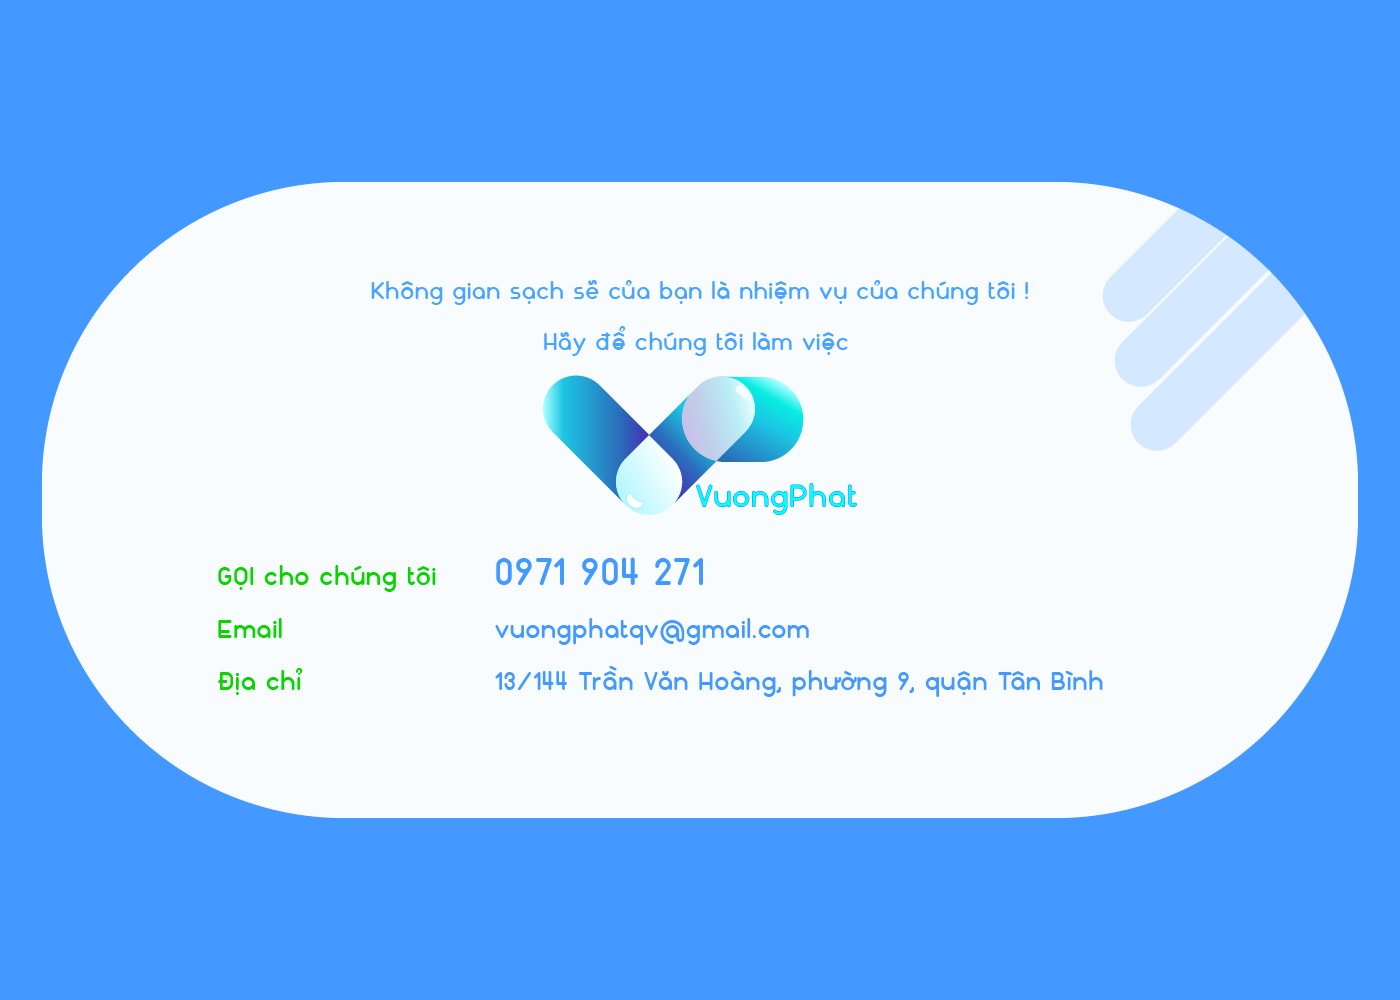 Không gian sạch sẽ của bạn là nhiệm vụ của chúng tôi !
Hãy để chúng tôi làm việc
VuongPhat
GỌI cho chúng tôi 0971 904 271
Email vuongphatqv@gmail.com
Địa chỉ 13/144 Trần Văn Hoàng, phường 9, quận Tân Bình